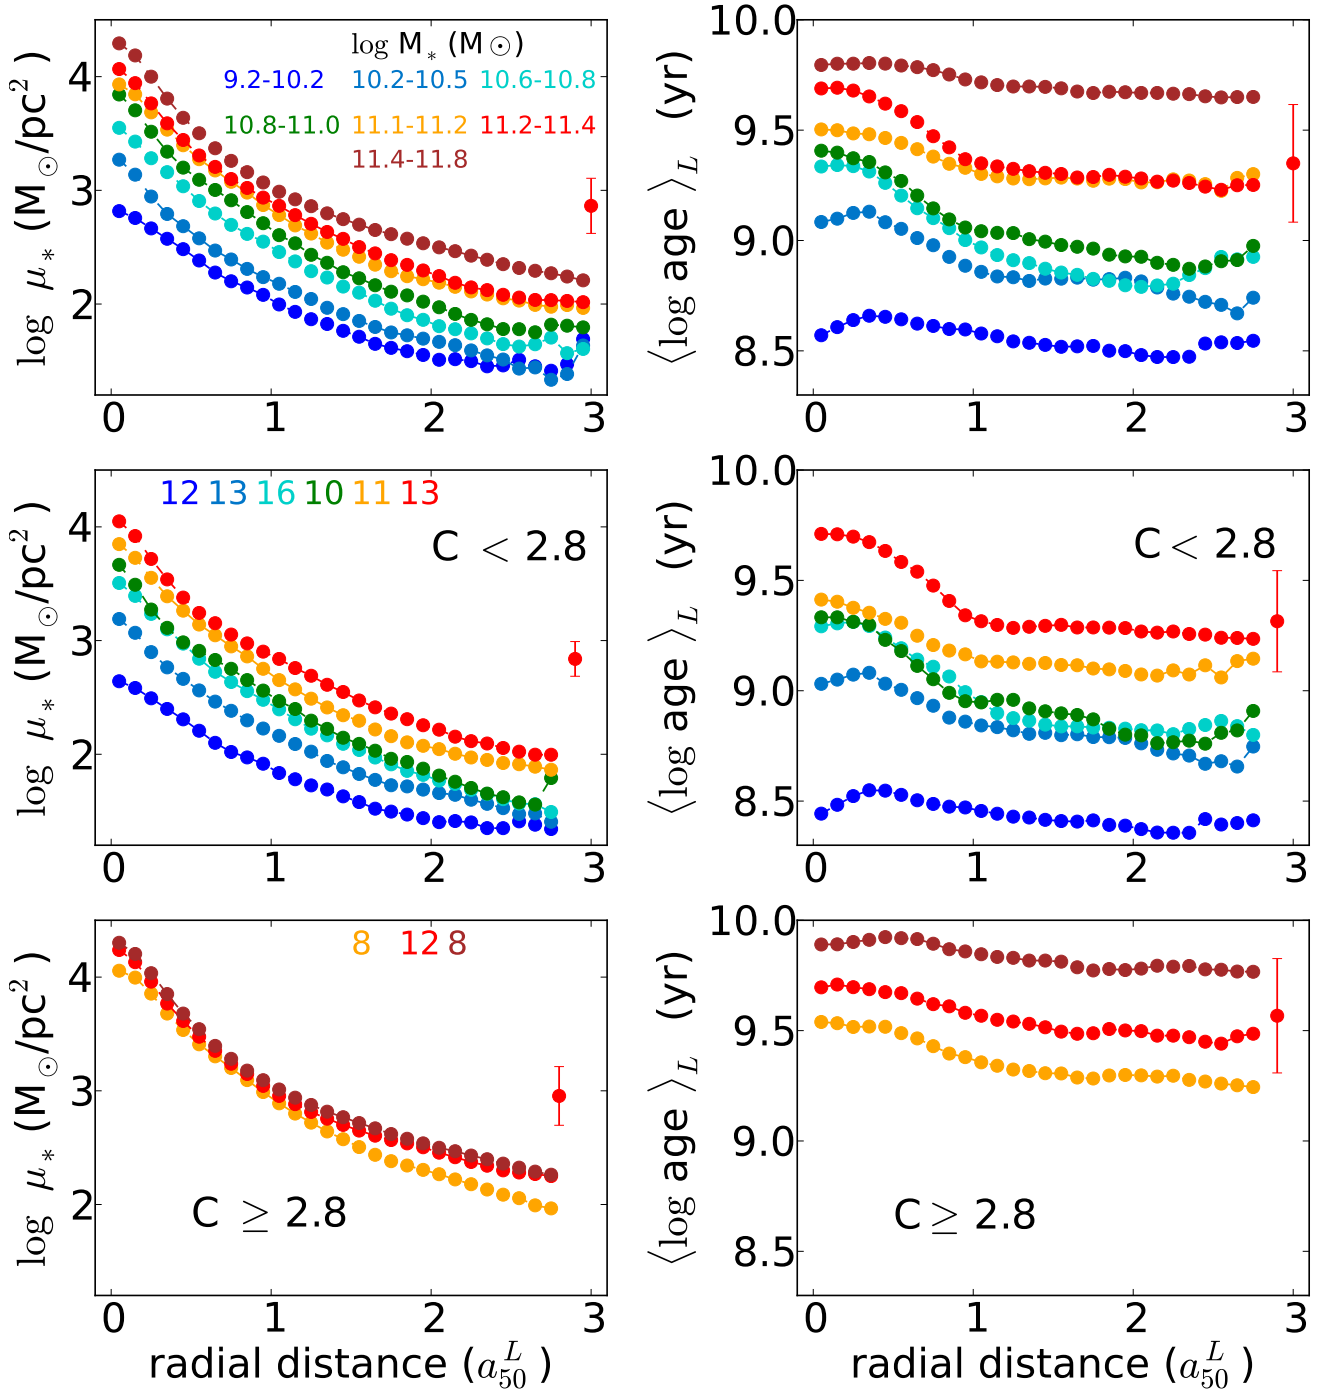 log μ* (M⊙/pc²)
4
3
2
0 1 2 3
log M* (M⊙)
9.2-10.2 10.2-10.5 10.6-10.8
10.8-11.0 11.1-11.2 11.2-11.4
11.4-11.8
⟨log age⟩L (yr)
10.0
9.5
9.0
8.5
0 1 2 3
log μ* (M⊙/pc²)
4
3
2
0 1 2 3
12 13 16 10 11 13
C < 2.8
⟨log age⟩L (yr)
10.0
9.5
9.0
8.5
0 1 2 3
C < 2.8
log μ* (M⊙/pc²)
4
3
2
0 1 2 3
8 12 8
C ≥ 2.8
radial distance (a₅₀ᴸ)
⟨log age⟩L (yr)
10.0
9.5
9.0
8.5
0 1 2 3
C ≥ 2.8
radial distance (a₅₀ᴸ)